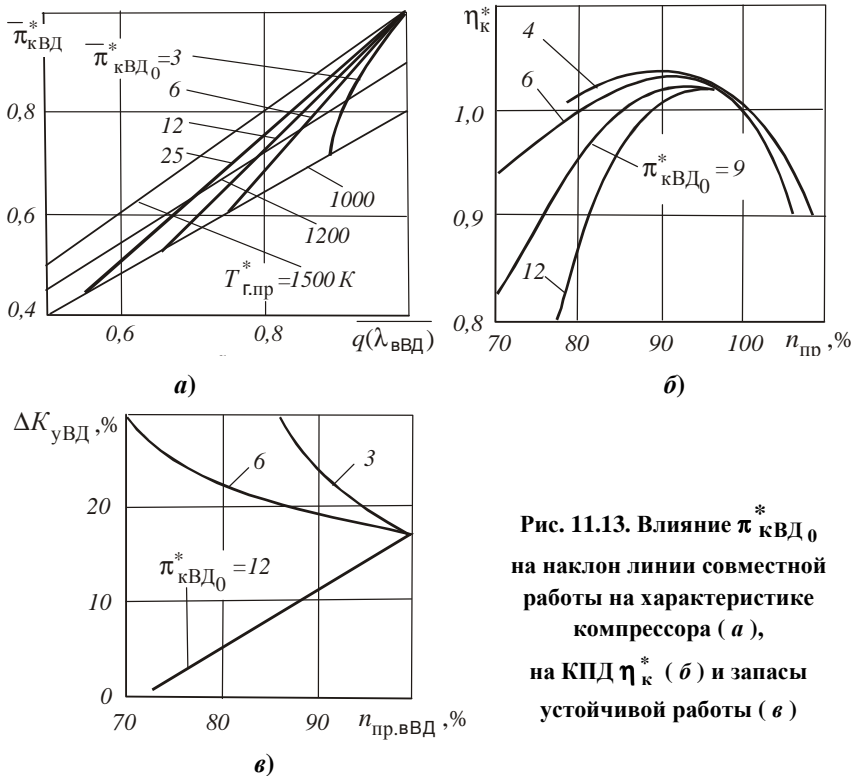 π̅*кВД
π̅*кВД0=3
6
12
25
0,8
0,6
0,4
1000
1200
T*г.пр=1500 К
0,6
0,8
q(λвВД)
а)
η*к
4
6
1,0
π*кВД0=9
0,9
12
0,8
70
80
90
100
nпр,%
б)
ΔКуВД,%
6
3
20
π*кВД0=12
10
0
70
80
90
nпр.вВД,%
в)
Рис. 11.13. Влияние π*кВД 0
на наклон линии совместной
работы на характеристике
компрессора ( а ),
на КПД η*к ( б ) и запасы
устойчивой работы ( в )